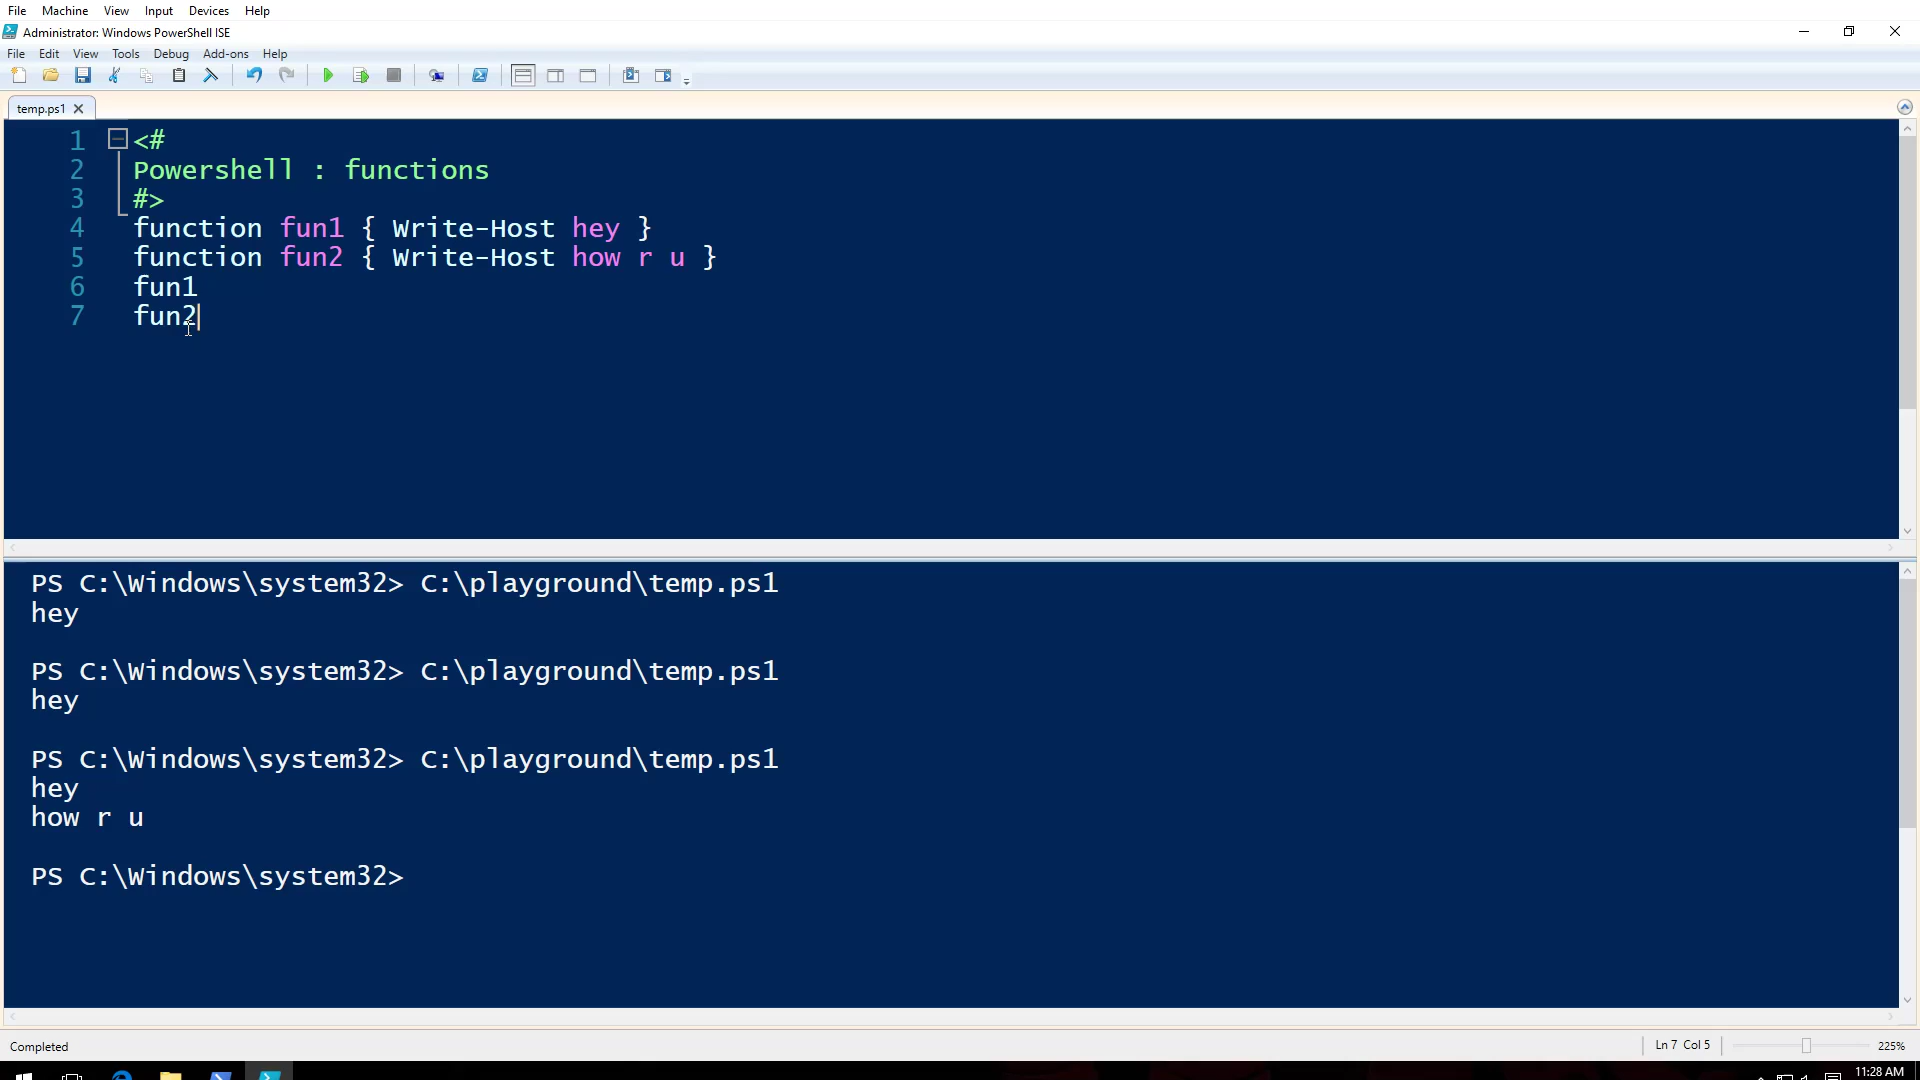 File Machine View Input Devices Help
Administrator: Windows PowerShell ISE
File Edit View Tools Debug Add-ons Help
temp.ps1
1 <#
2 Powershell : functions
3 #>
4 function fun1 { Write-Host hey }
5 function fun2 { Write-Host how r u }
6 fun1
7 fun2
PS C:\Windows\system32> C:\playground\temp.ps1
hey
PS C:\Windows\system32> C:\playground\temp.ps1
hey
PS C:\Windows\system32> C:\playground\temp.ps1
hey
how r u
PS C:\Windows\system32>
Completed Ln 7 Col 5 225%
11:28 AM